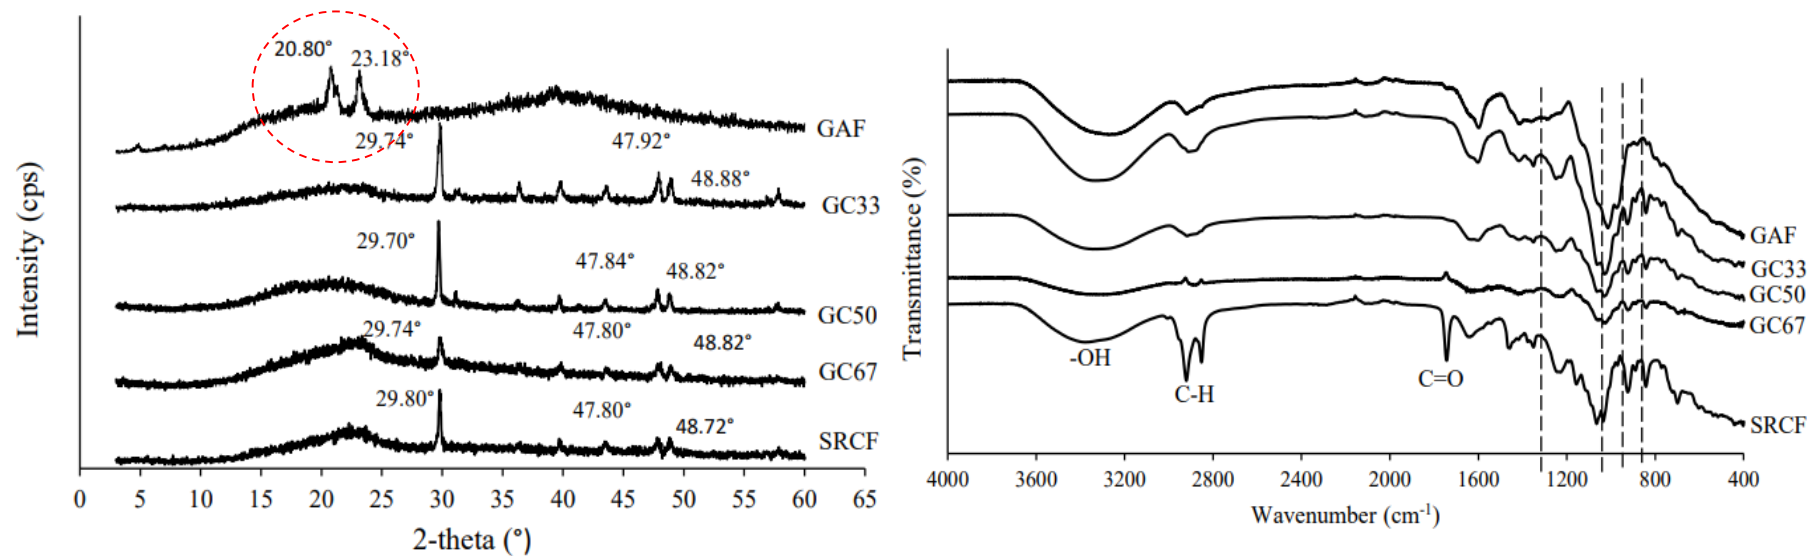 Intensity (cps)
20.80°
23.18°
GAF
29.74°
47.92°
48.88°
GC33
29.70°
47.84°
48.82°
GC50
29.74°
47.80°
48.82°
GC67
29.80°
47.80°
48.72°
SRCF
0 5 10 15 20 25 30 35 40 45 50 55 60 65
2-theta (°)
Transmittance (%)
GAF
GC33
GC50
GC67
-OH
C-H
C=O
SRCF
4000 3600 3200 2800 2400 2000 1600 1200 800 400
Wavenumber (cm⁻¹)